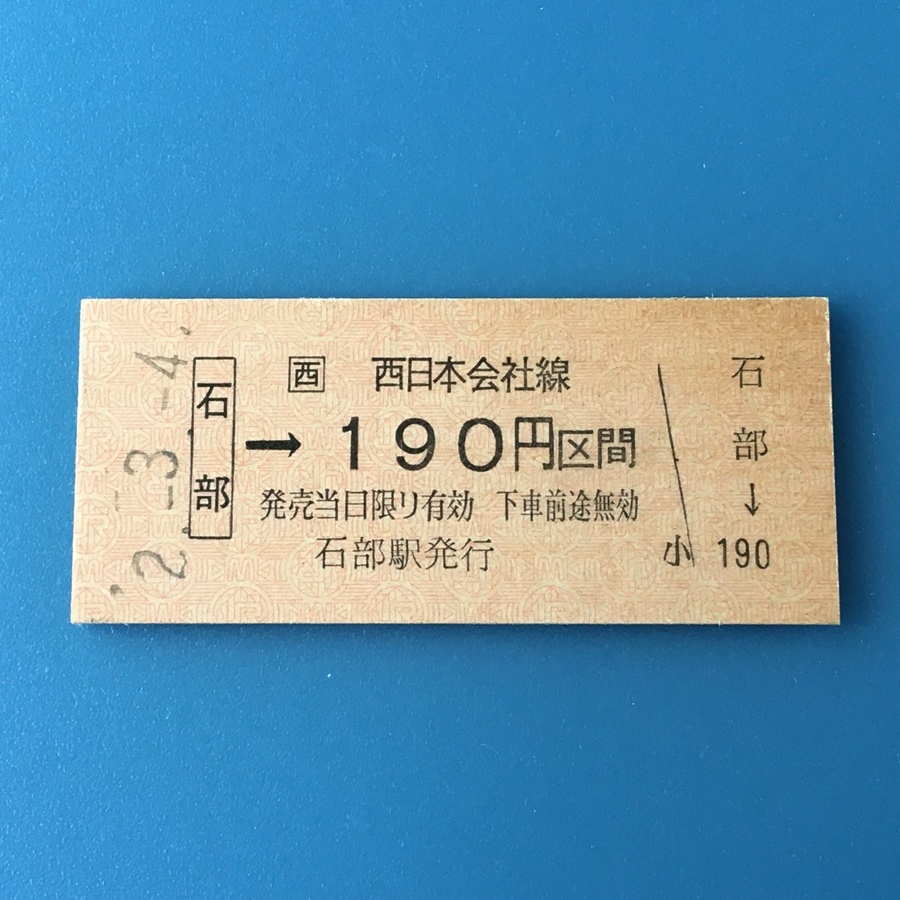 2.-3.-4.
石部
西 西日本会社線
→ 190円区間
発売当日限り有効 下車前途無効
石部駅発行
石部↓
小 190